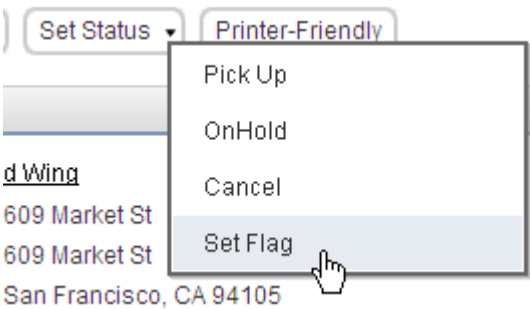 Set Status Printer-Friendly
Pick Up
OnHold
Cancel
Set Flag
d Wing
609 Market St
609 Market St
San Francisco, CA 94105